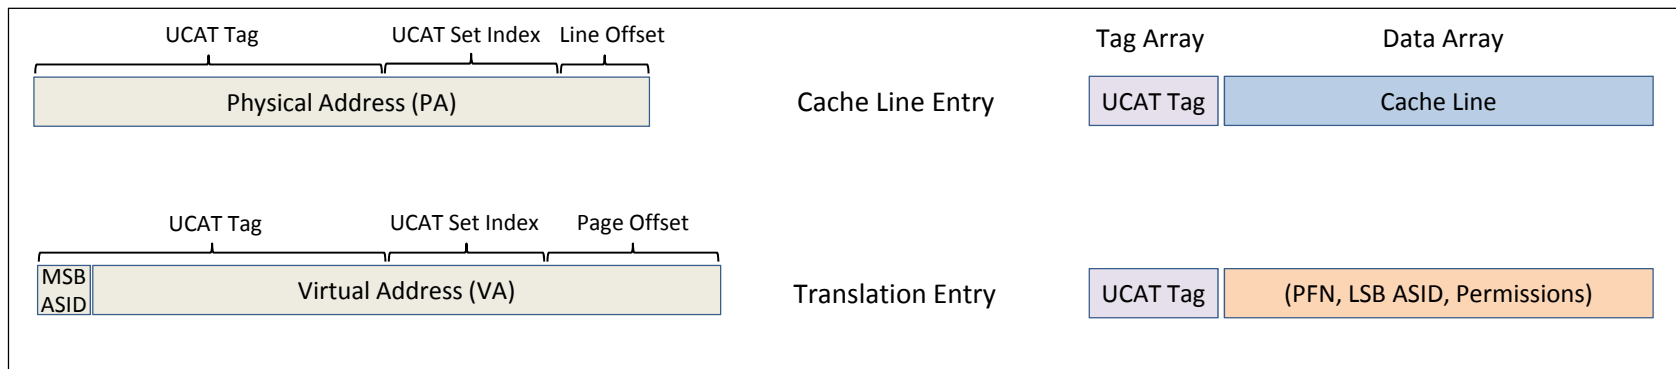 UCAT Tag UCAT Set Index Line Offset Tag Array Data Array
Physical Address (PA) Cache Line Entry UCAT Tag Cache Line
UCAT Tag UCAT Set Index Page Offset
MSB
ASID
Virtual Address (VA) Translation Entry UCAT Tag (PFN, LSB ASID, Permissions)